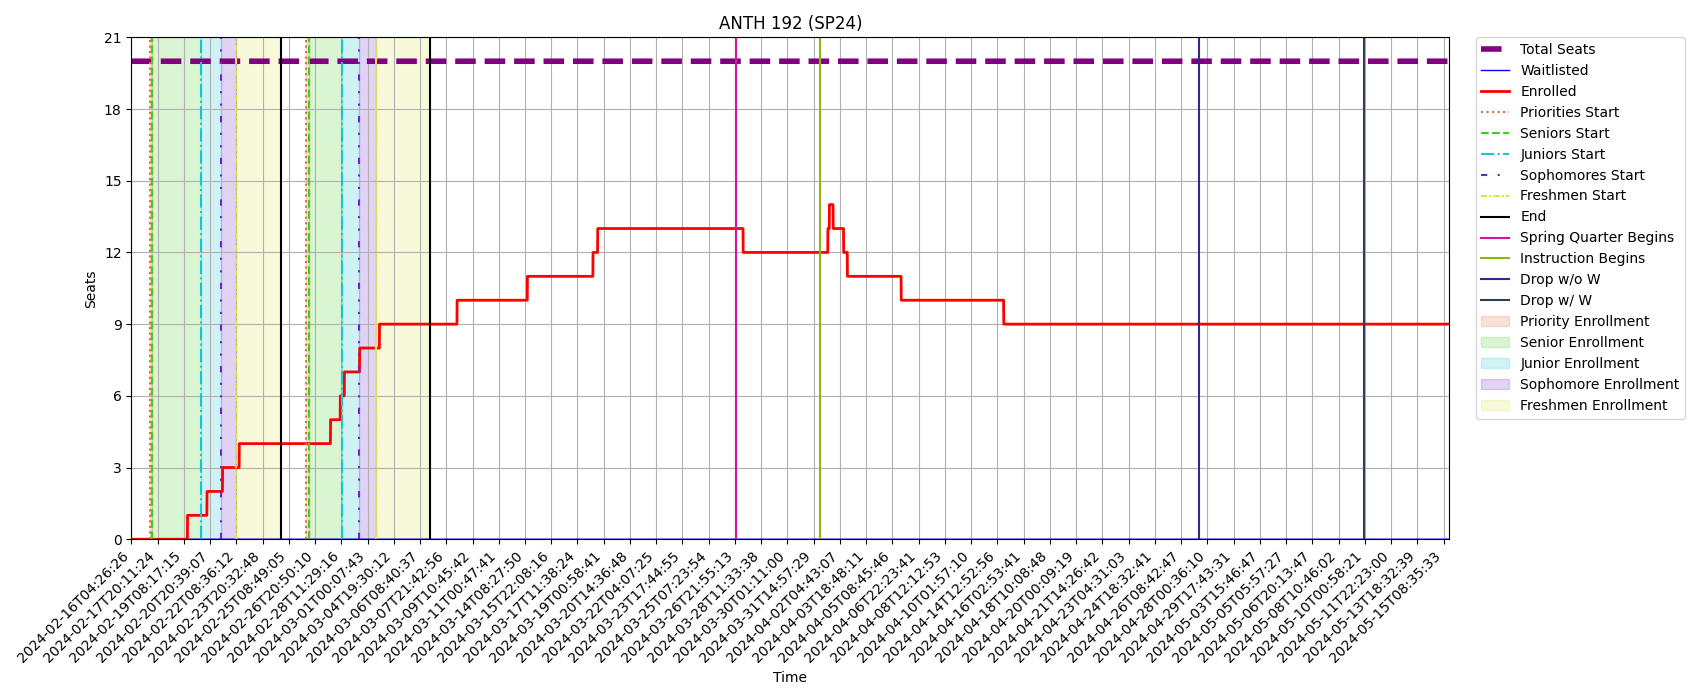 ANTH 192 (SP24)
21
18
15
12
9
6
3
0
Seats
2024-02-16T04:26:26
2024-02-17T20:11:24
2024-02-19T08:17:15
2024-02-20T20:39:07
2024-02-22T08:36:12
2024-02-23T20:32:48
2024-02-25T08:49:05
2024-02-26T20:50:10
2024-02-28T11:29:16
2024-03-01T00:07:43
2024-03-04T19:30:12
2024-03-06T08:40:37
2024-03-07T21:42:56
2024-03-09T10:45:42
2024-03-11T00:47:41
2024-03-14T08:27:50
2024-03-15T22:08:16
2024-03-17T11:38:24
2024-03-19T00:58:41
2024-03-20T14:36:48
2024-03-22T04:07:25
2024-03-23T17:44:55
2024-03-25T07:23:54
2024-03-26T21:55:13
2024-03-28T11:33:38
2024-03-30T01:11:00
2024-03-31T14:57:29
2024-04-02T04:43:07
2024-04-03T18:48:11
2024-04-05T08:45:46
2024-04-06T22:23:41
2024-04-08T12:12:53
2024-04-10T01:57:10
2024-04-14T12:52:56
2024-04-16T02:53:41
2024-04-18T10:08:48
2024-04-20T00:09:19
2024-04-21T14:26:42
2024-04-23T04:31:03
2024-04-24T18:32:41
2024-04-26T08:42:47
2024-04-28T00:36:10
2024-04-29T17:43:31
2024-05-03T15:46:47
2024-05-05T05:57:27
2024-05-06T20:13:47
2024-05-08T10:46:02
2024-05-10T00:58:21
2024-05-11T22:23:00
2024-05-13T18:32:39
2024-05-15T08:35:33
Time
Total Seats
Waitlisted
Enrolled
Priorities Start
Seniors Start
Juniors Start
Sophomores Start
Freshmen Start
End
Spring Quarter Begins
Instruction Begins
Drop w/o W
Drop w/ W
Priority Enrollment
Senior Enrollment
Junior Enrollment
Sophomore Enrollment
Freshmen Enrollment